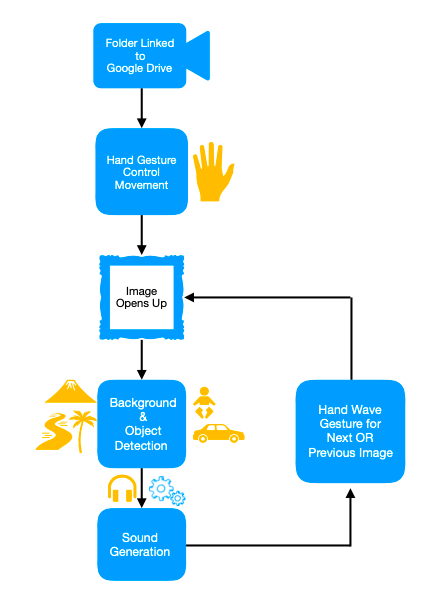 Folder Linked
to
Google Drive
Hand Gesture
Control
Movement
Image
Opens Up
Background
&
Object
Detection
Hand Wave
Gesture for
Next OR
Previous Image
Sound
Generation